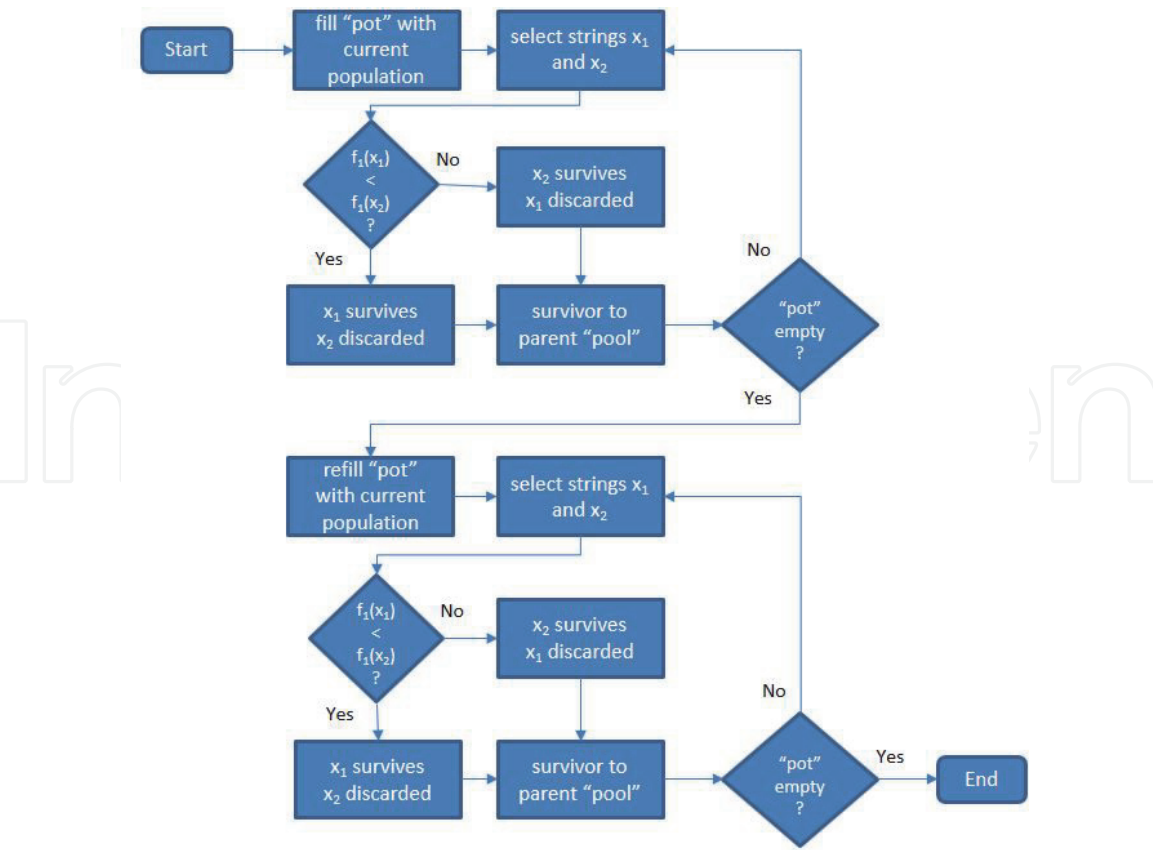 Start
fill “pot” with
current
population
select strings x₁
and x₂
f₁(x₁)
<
f₁(x₂)
?
No
x₂ survives
x₁ discarded
Yes
x₁ survives
x₂ discarded
survivor to
parent “pool”
No
“pot”
empty
?
Yes
refill “pot”
with current
population
select strings x₁
and x₂
f₁(x₁)
<
f₁(x₂)
?
No
x₂ survives
x₁ discarded
Yes
x₁ survives
x₂ discarded
survivor to
parent “pool”
No
“pot”
empty
?
Yes
End